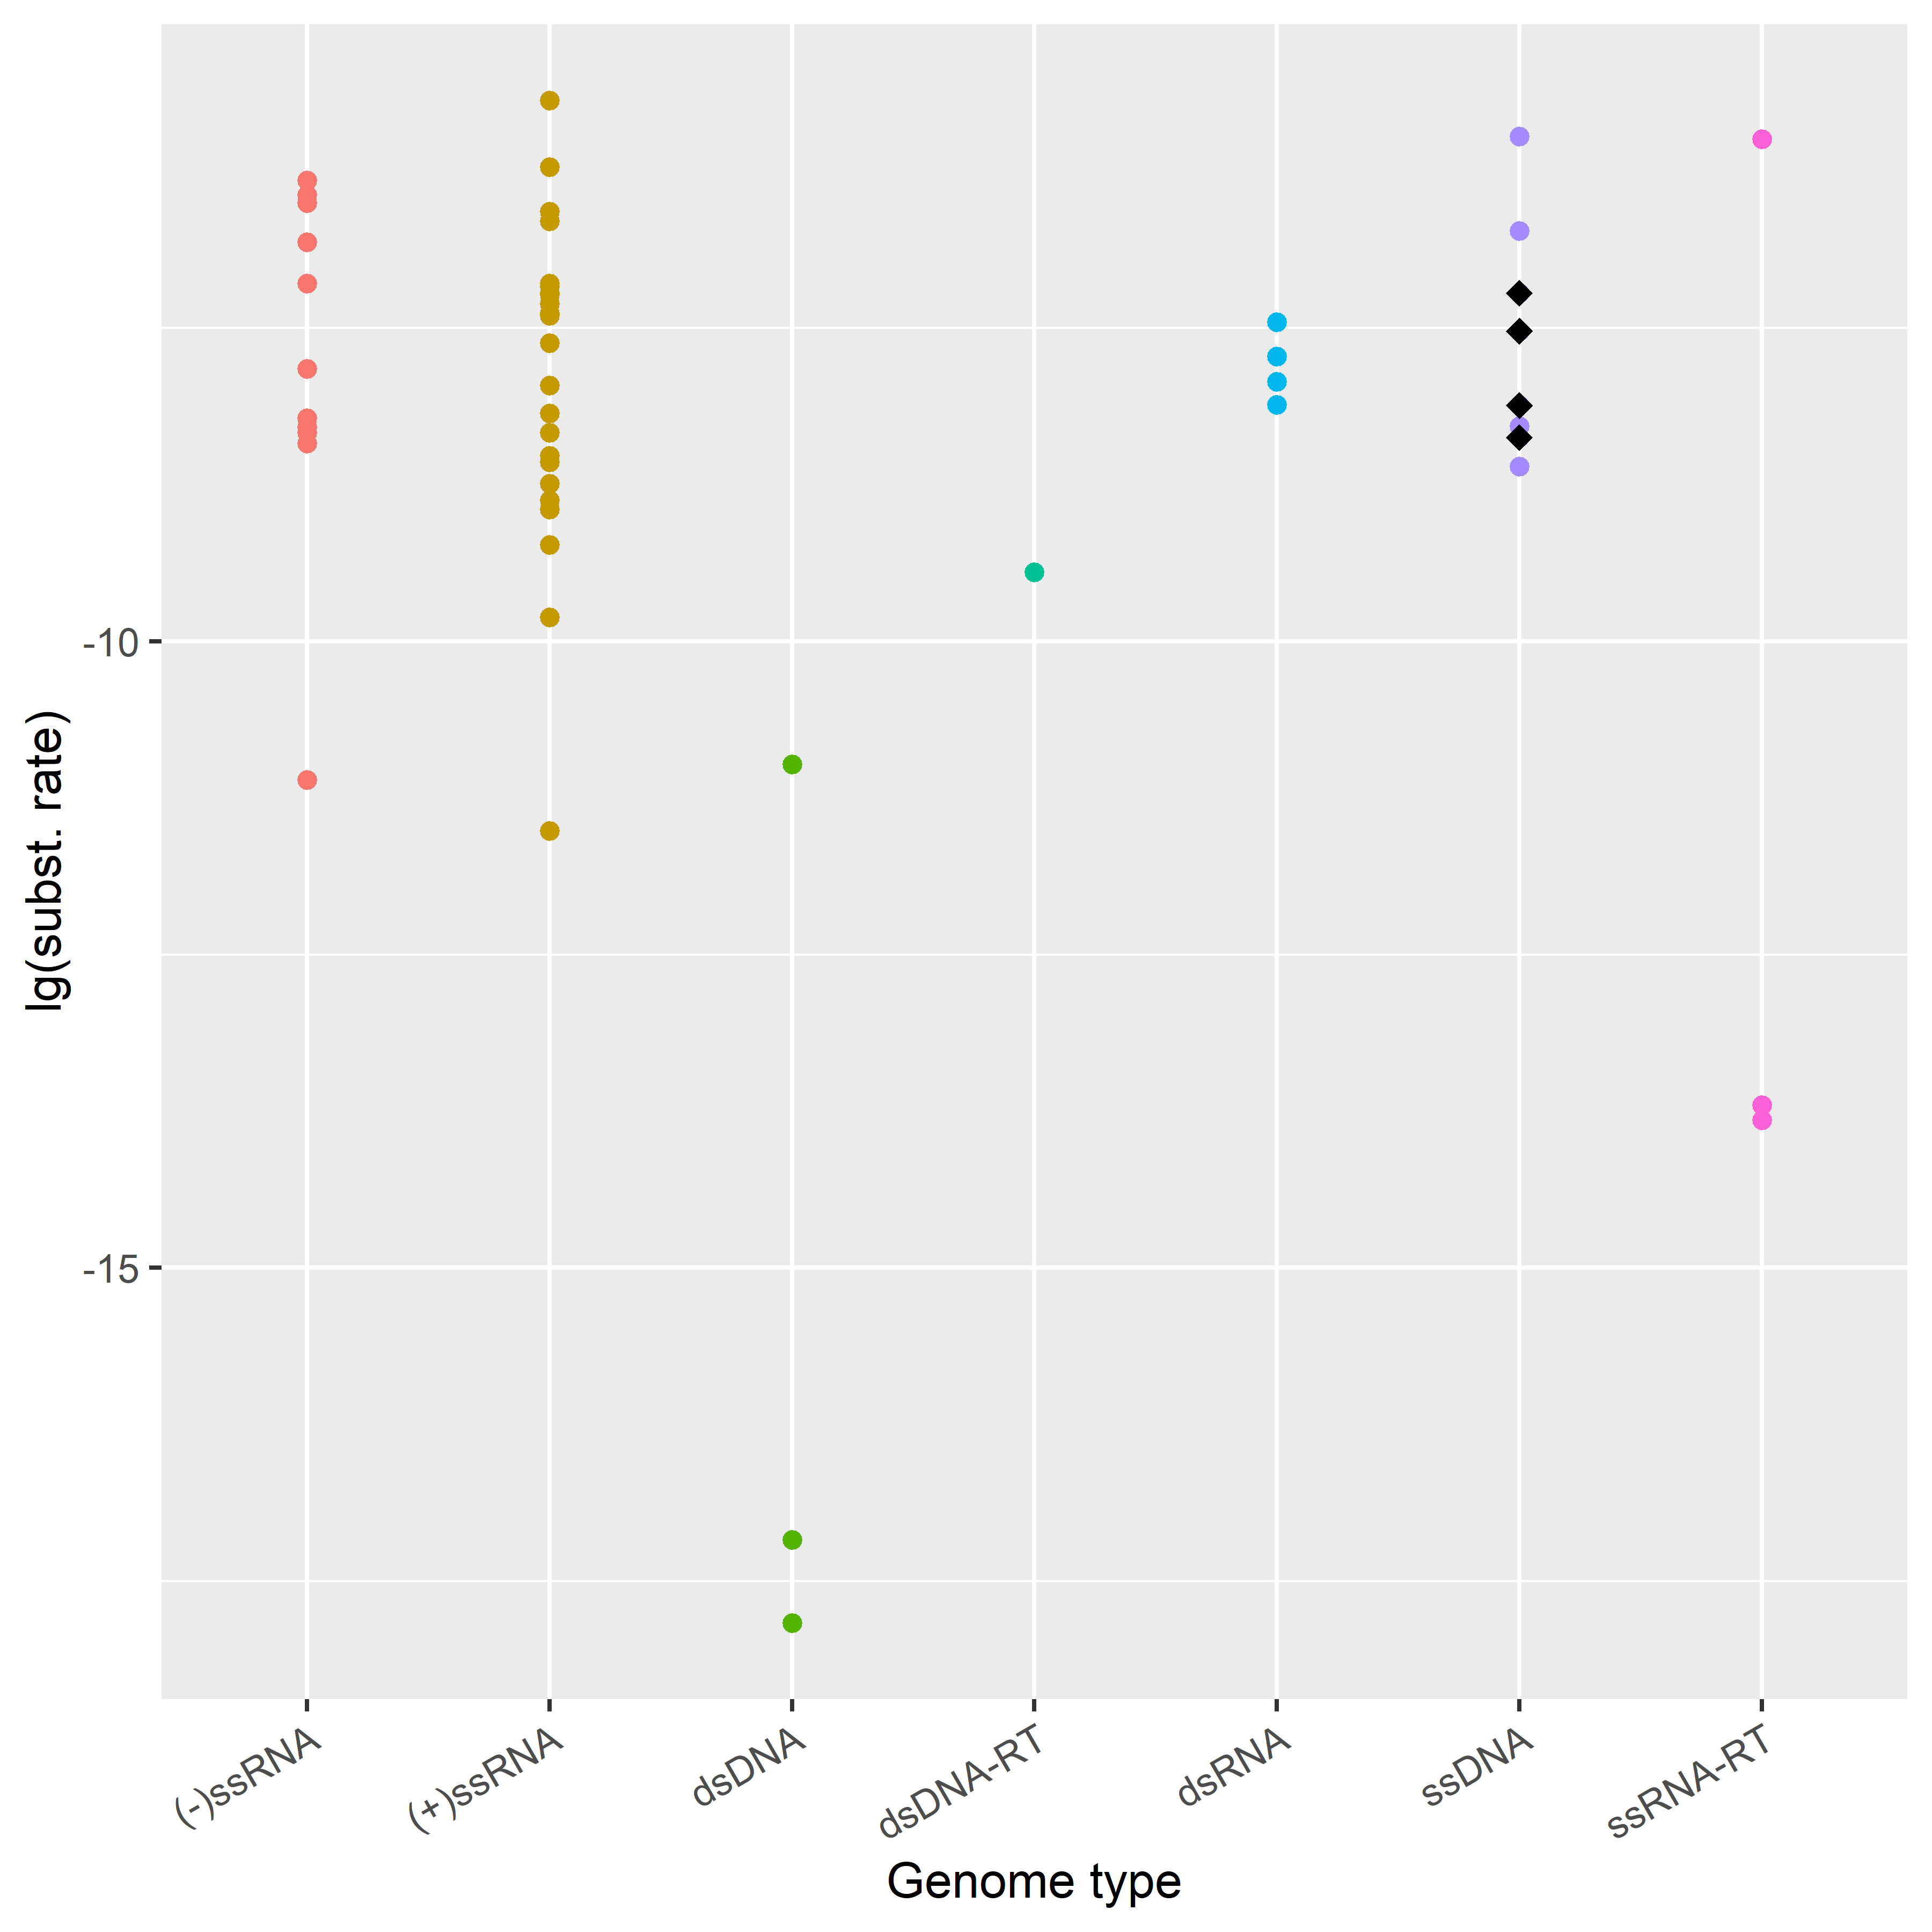 lg(subst. rate)
-10
-15
(-)ssRNA
(+)ssRNA
dsDNA
dsDNA-RT
dsRNA
ssDNA
ssRNA-RT
Genome type